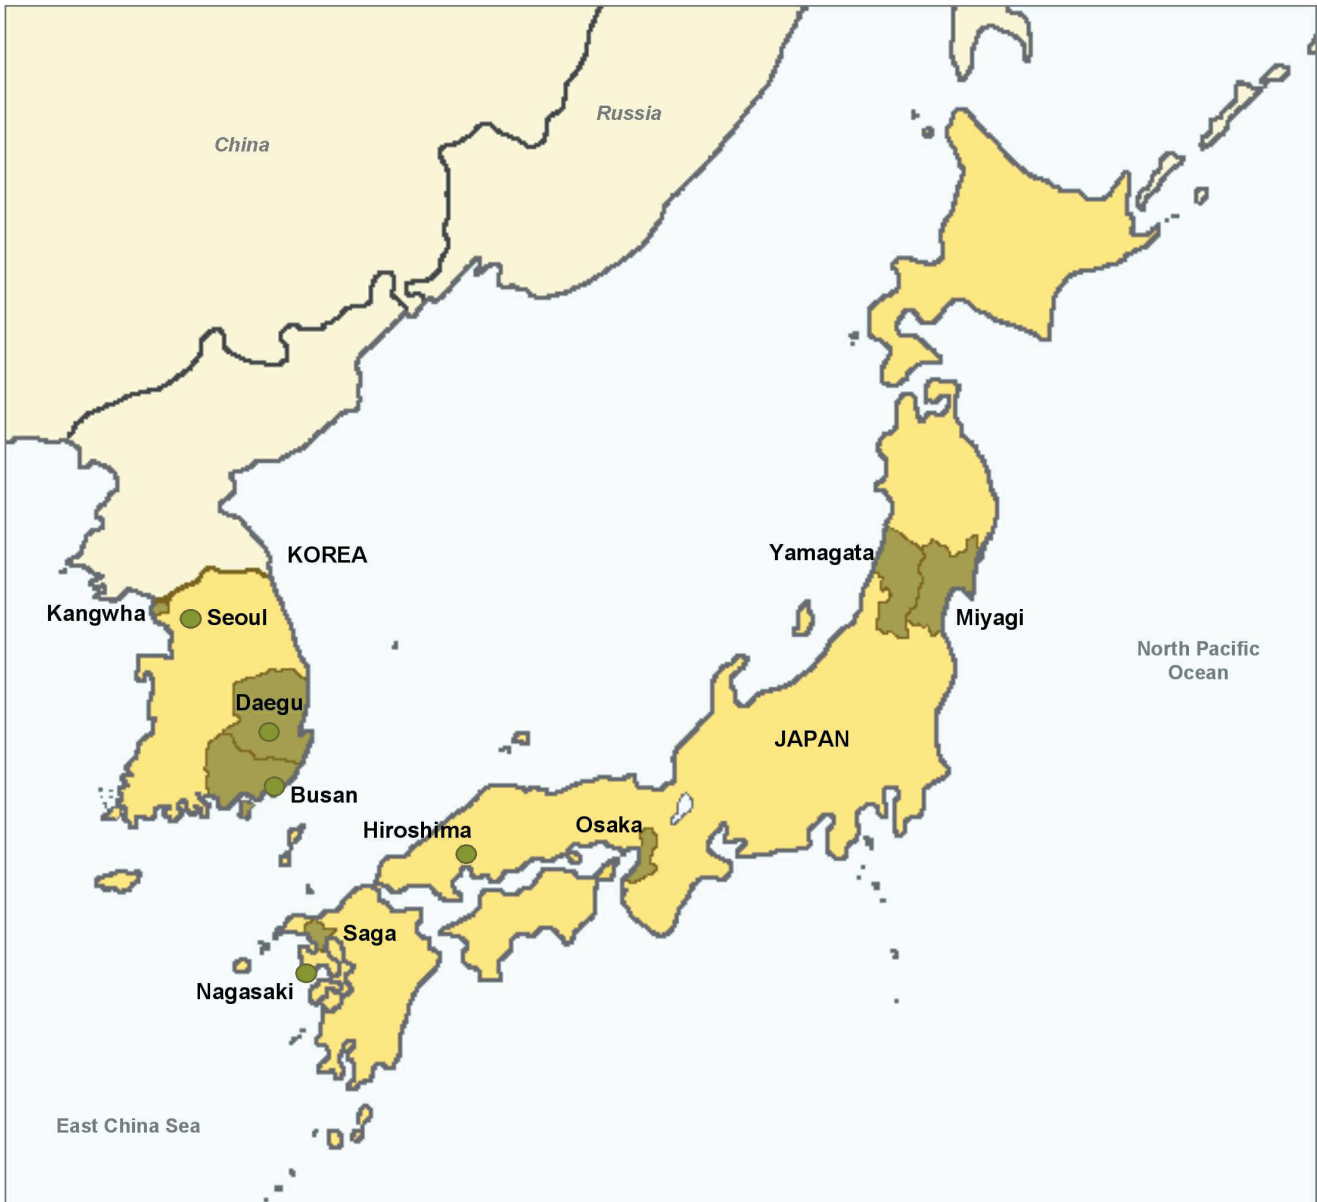 Russia
China
KOREA
Yamagata
Kangwha
Seoul
Miyagi
North Pacific
Ocean
Daegu
JAPAN
Busan
Osaka
Hiroshima
Saga
Nagasaki
East China Sea